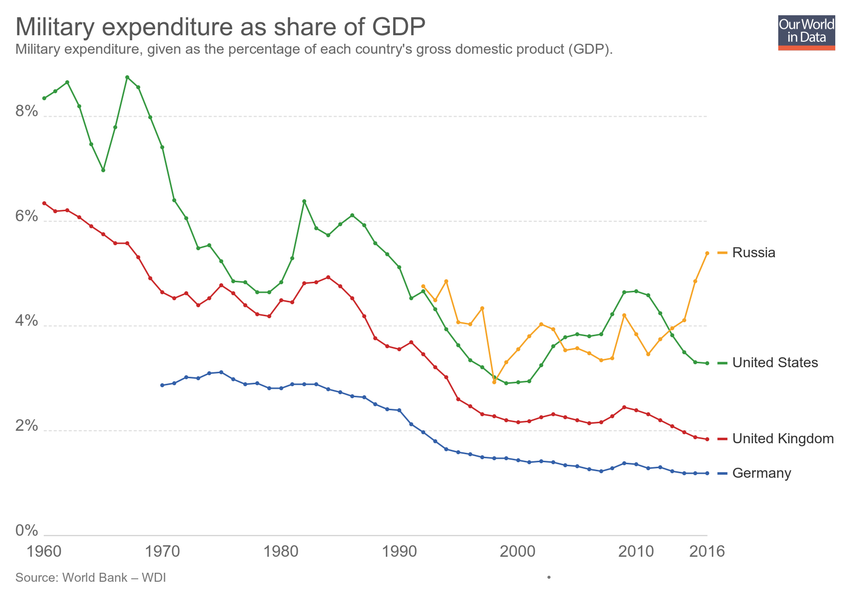 Military expenditure as share of GDP
Military expenditure, given as the percentage of each country's gross domestic product (GDP).
Our World
in Data
8%
6%
4%
2%
0%
Russia
United States
United Kingdom
Germany
1960 1970 1980 1990 2000 2010 2016
Source: World Bank – WDI